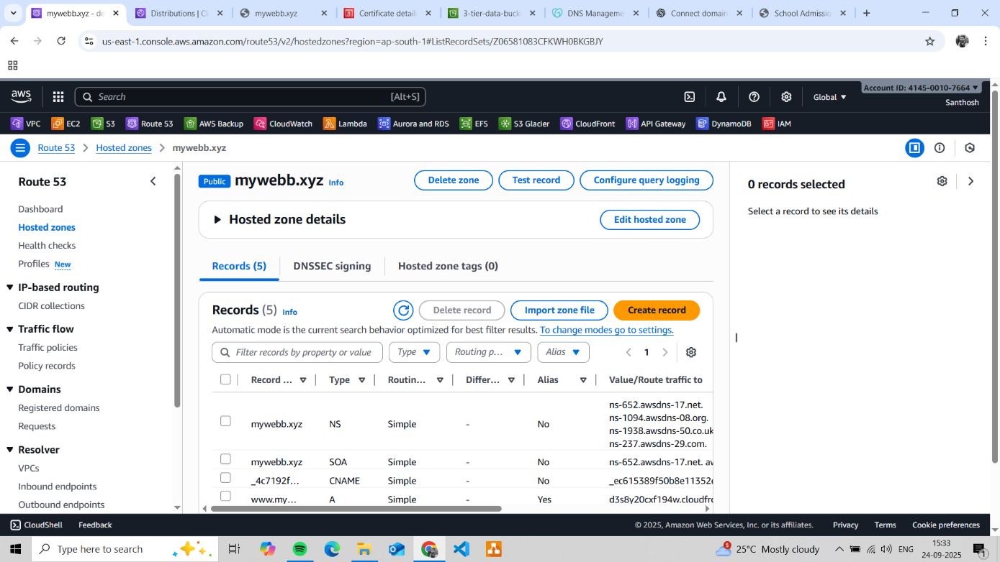 mywebb.xyz - de
Distributions | Cl
mywebb.xyz
Certificate detail
3-tier-data-buck
DNS Manageme
Connect domain
School Admissio
us-east-1.console.aws.amazon.com/route53/v2/hostedzones?region=ap-south-1#ListRecordSets/Z06581083CFKWH0BKGBJY
aws
Search
[Alt+S]
Global
Account ID: 4145-0010-7664
Santhosh
VPC
EC2
S3
Route 53
AWS Backup
CloudWatch
Lambda
Aurora and RDS
EFS
S3 Glacier
CloudFront
API Gateway
DynamoDB
IAM
Route 53
Hosted zones
mywebb.xyz
Route 53
Dashboard
Hosted zones
Health checks
Profiles New
IP-based routing
CIDR collections
Traffic flow
Traffic policies
Policy records
Domains
Registered domains
Requests
Resolver
VPCs
Inbound endpoints
Outbound endpoints
Public mywebb.xyz Info
Delete zone
Test record
Configure query logging
Hosted zone details
Edit hosted zone
Records (5)
DNSSEC signing
Hosted zone tags (0)
Records (5) Info
Delete record
Import zone file
Create record
Automatic mode is the current search behavior optimized for best filter results. To change modes go to settings.
Filter records by property or value
Type
Routing p...
Alias
1
Record ... Type Routin... Differ... Alias Value/Route traffic to
mywebb.xyz NS Simple - No
ns-652.awsdns-17.net.
ns-1094.awsdns-08.org.
ns-1938.awsdns-50.co.uk
ns-237.awsdns-29.com.
mywebb.xyz SOA Simple - No ns-652.awsdns-17.net. aw
_4c7192f... CNAME Simple - No _ec615389f50b8e11352e
www.my... A Simple - Yes d3s8y20cxf194w.cloudfro
0 records selected
Select a record to see its details
CloudShell
Feedback
© 2025, Amazon Web Services, Inc. or its affiliates.
Privacy
Terms
Cookie preferences
Type here to search
5
25°C Mostly cloudy
ENG
15:33
24-09-2025
1